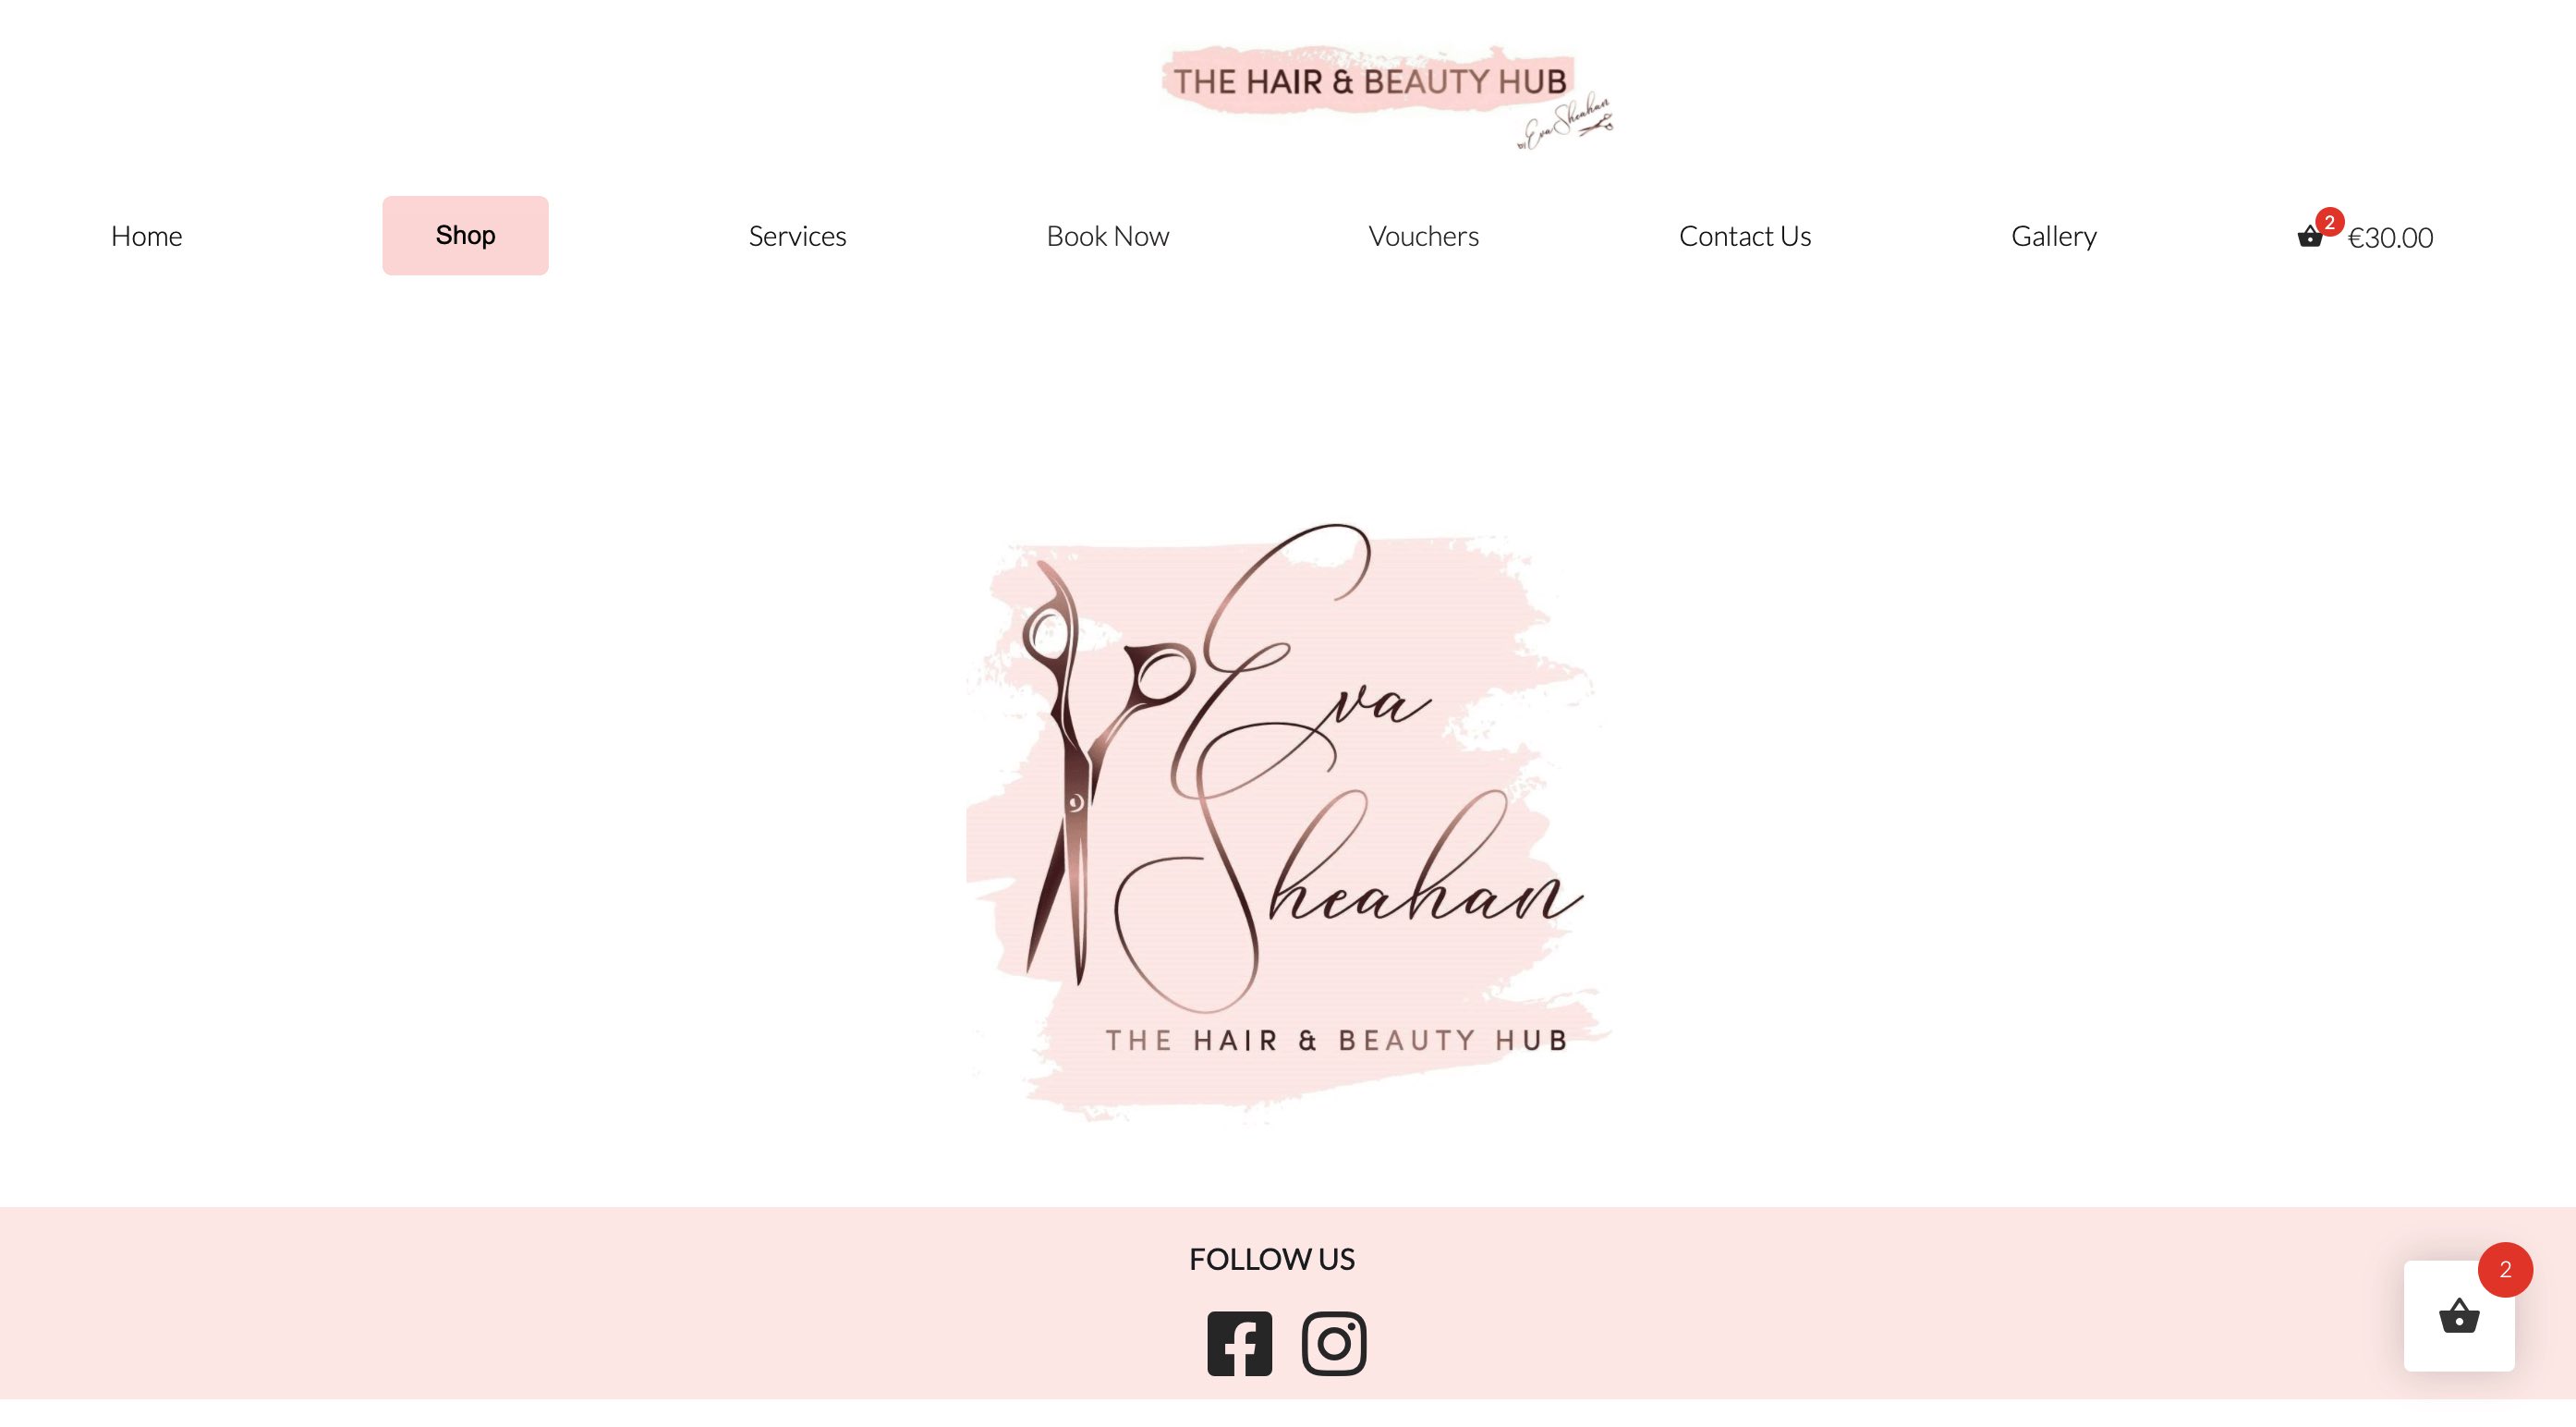 THE HAIR & BEAUTY HUB
by Eva Sheahan
Home Shop Services Book Now Vouchers Contact Us Gallery 2 €30.00
Eva
Sheahan
THE HAIR & BEAUTY HUB
FOLLOW US
2